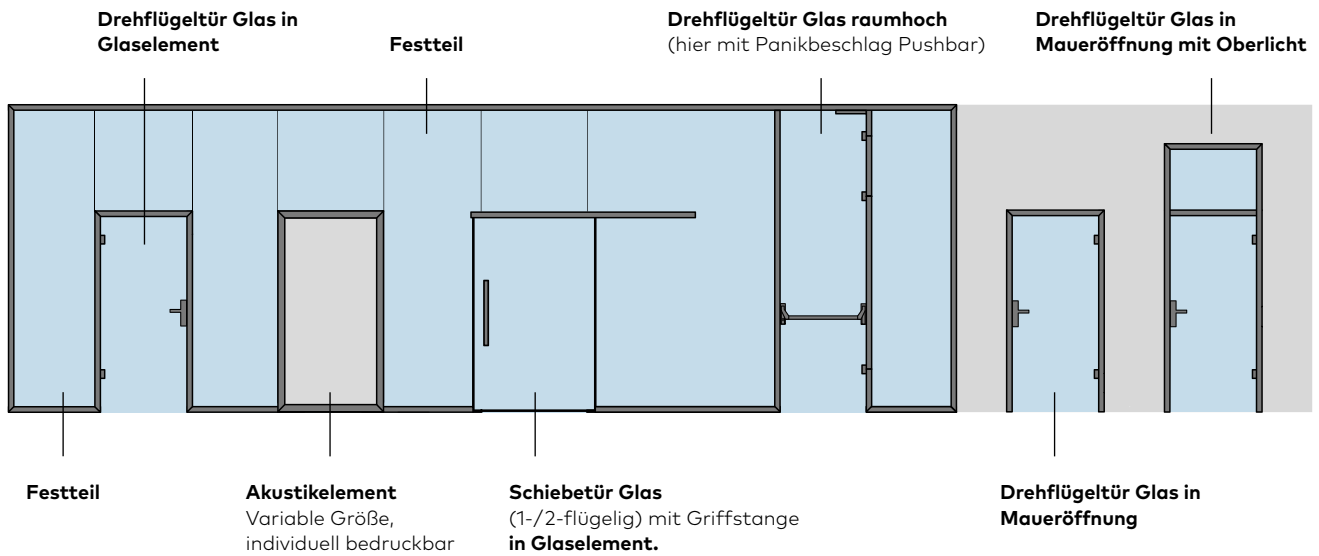 Drehflügeltür Glas in
Glaselement
Festteil
Drehflügeltür Glas raumhoch
(hier mit Panikbeschlag Pushbar)
Drehflügeltür Glas in
Maueröffnung mit Oberlicht
Festteil
Akustikelement
Variable Größe,
individuell bedruckbar
Schiebetür Glas
(1-/2-flügelig) mit Griffstange
in Glaselement.
Drehflügeltür Glas in
Maueröffnung